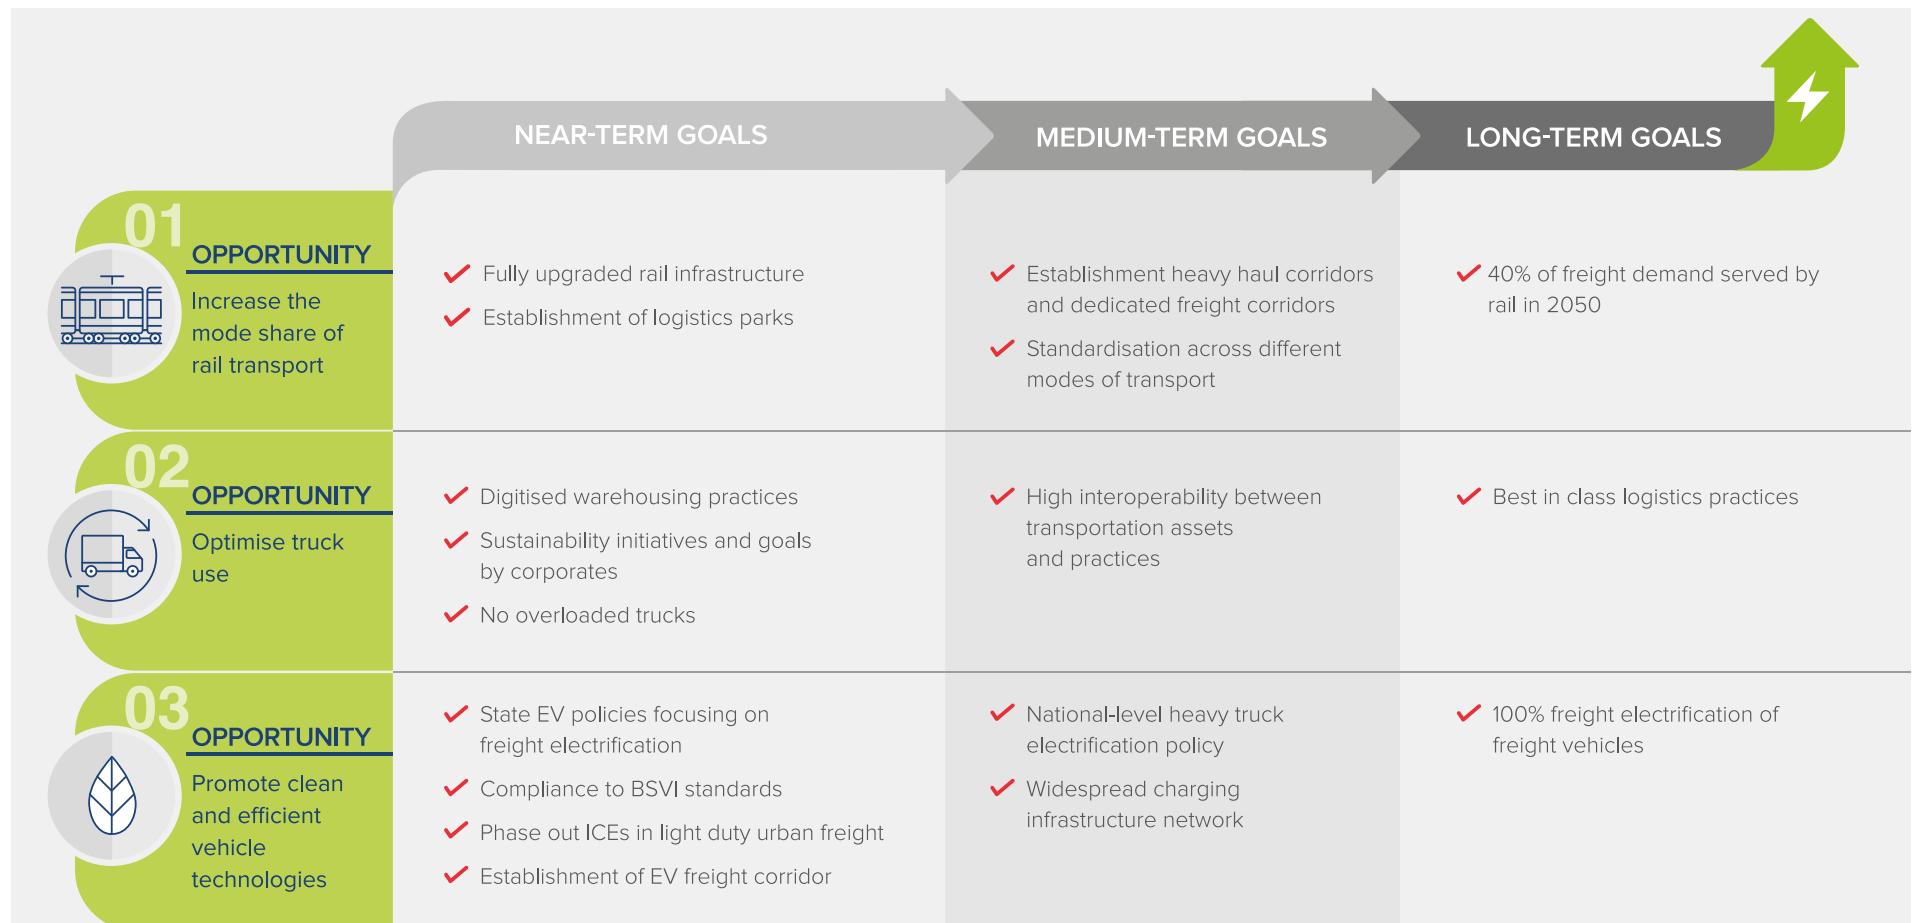 NEAR-TERM GOALS
MEDIUM-TERM GOALS
LONG-TERM GOALS
01
OPPORTUNITY
Increase the
mode share of
rail transport
Fully upgraded rail infrastructure
Establishment of logistics parks
Establishment heavy haul corridors
and dedicated freight corridors
Standardisation across different
modes of transport
40% of freight demand served by
rail in 2050
02
OPPORTUNITY
Optimise truck
use
Digitised warehousing practices
Sustainability initiatives and goals
by corporates
No overloaded trucks
High interoperability between
transportation assets
and practices
Best in class logistics practices
03
OPPORTUNITY
Promote clean
and efficient
vehicle
technologies
State EV policies focusing on
freight electrification
Compliance to BSVI standards
Phase out ICEs in light duty urban freight
Establishment of EV freight corridor
National-level heavy truck
electrification policy
Widespread charging
infrastructure network
100% freight electrification of
freight vehicles